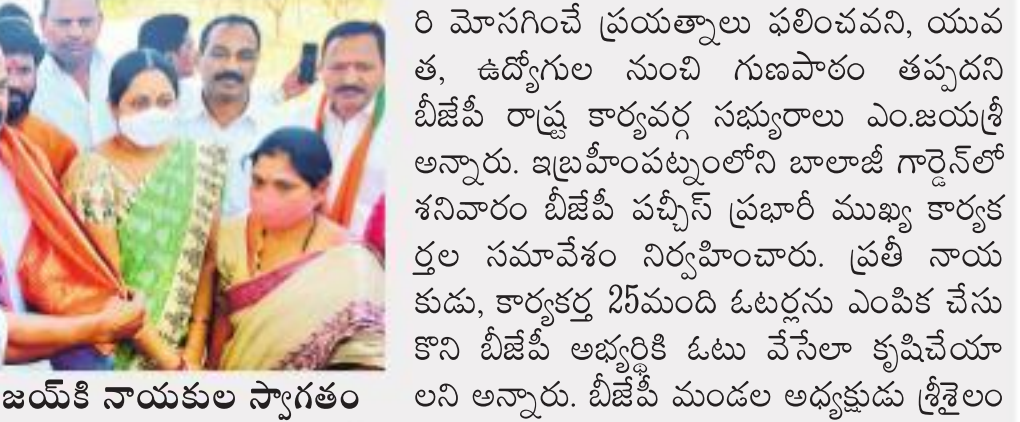 రి మోసగించే ప్రయత్నాలు ఫలించవని, యువ
త, ఉద్యోగుల నుంచి గుణపాఠం తప్పదని
బీజేపీ రాష్ట్ర కార్యవర్గ సభ్యురాలు ఎం.జయశ్రీ
అన్నారు. ఇబ్రహీంపట్నంలోని బాలాజీ గార్డెన్‌లో
శనివారం బీజేపీ పచ్చీస్ ప్రభారీ ముఖ్య కార్యక
ర్తల సమావేశం నిర్వహించారు. ప్రతీ నాయ
కుడు, కార్యకర్త 25మంది ఓటర్లను ఎంపిక చేసు
కొని బీజేపీ అభ్యర్థికి ఓటు వేసేలా కృషిచేయా
లని అన్నారు. బీజేపీ మండల అధ్యక్షుడు శ్రీశైలం
జయ్‌కి నాయకుల స్వాగతం